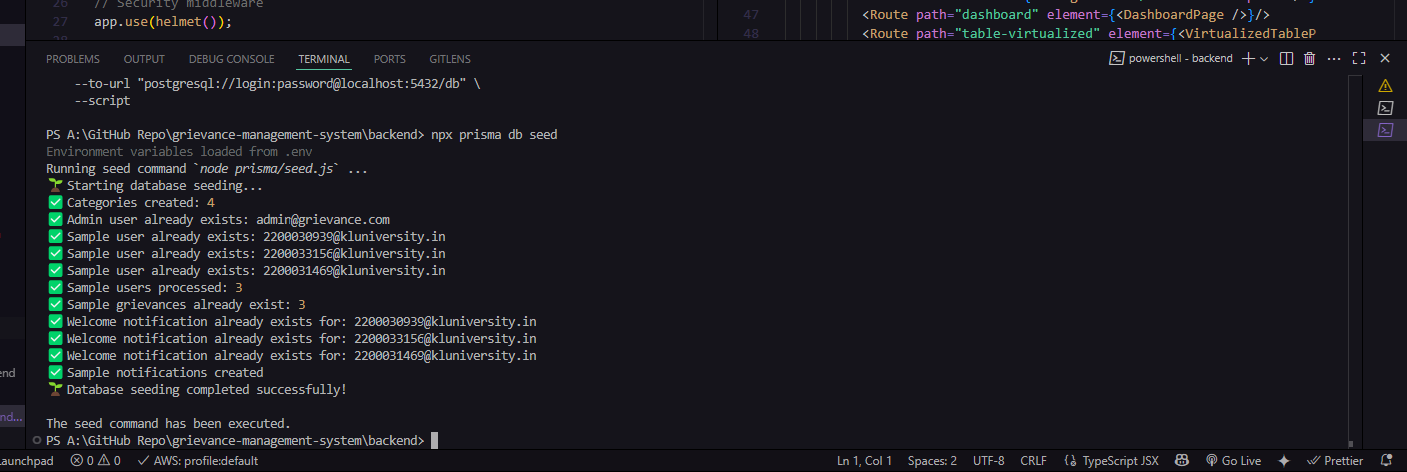 26 // Security middleware
27 app.use(helmet());
47 <Route path="dashboard" element={<DashboardPage />}/>
48 <Route path="table-virtualized" element={<VirtualizedTableP
PROBLEMS OUTPUT DEBUG CONSOLE TERMINAL PORTS GITLENS
powershell - backend
--to-url "postgresql://login:password@localhost:5432/db" \
--script
PS A:\GitHub Repo\grievance-management-system\backend> npx prisma db seed
Environment variables loaded from .env
Running seed command `node prisma/seed.js` ...
🌱 Starting database seeding...
✅ Categories created: 4
✅ Admin user already exists: admin@grievance.com
✅ Sample user already exists: 2200030939@kluniversity.in
✅ Sample user already exists: 2200033156@kluniversity.in
✅ Sample user already exists: 2200031469@kluniversity.in
✅ Sample users processed: 3
✅ Sample grievances already exist: 3
✅ Welcome notification already exists for: 2200030939@kluniversity.in
✅ Welcome notification already exists for: 2200033156@kluniversity.in
✅ Welcome notification already exists for: 2200031469@kluniversity.in
✅ Sample notifications created
🌱 Database seeding completed successfully!
The seed command has been executed.
PS A:\GitHub Repo\grievance-management-system\backend>
end
nd...
Launchpad 0 0 AWS: profile:default Ln 1, Col 1 Spaces: 2 UTF-8 CRLF TypeScript JSX Go Live Prettier